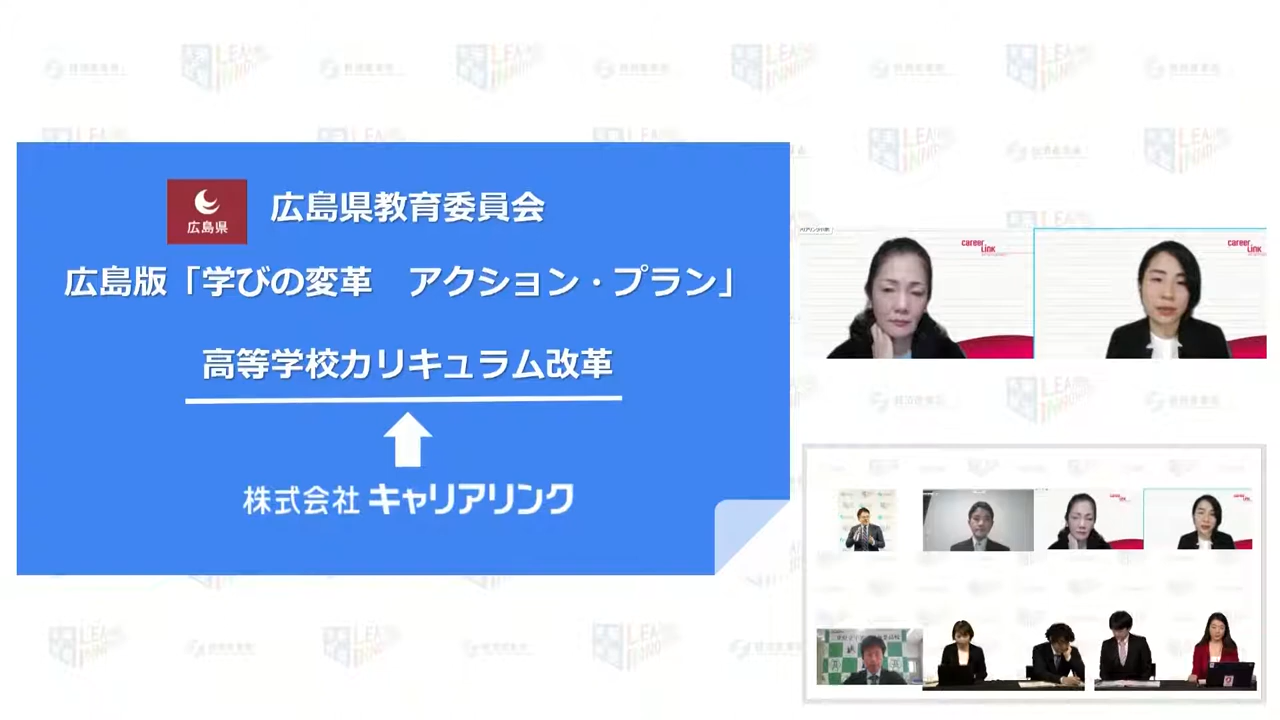 広島県
広島県教育委員会
広島版「学びの変革　アクション・プラン」
高等学校カリキュラム改革
株式会社 キャリアリンク
career
LINK
career
LINK